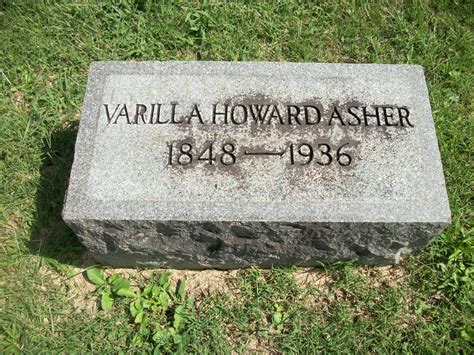 VARILLA HOWARD ASHER
1848 — 1936